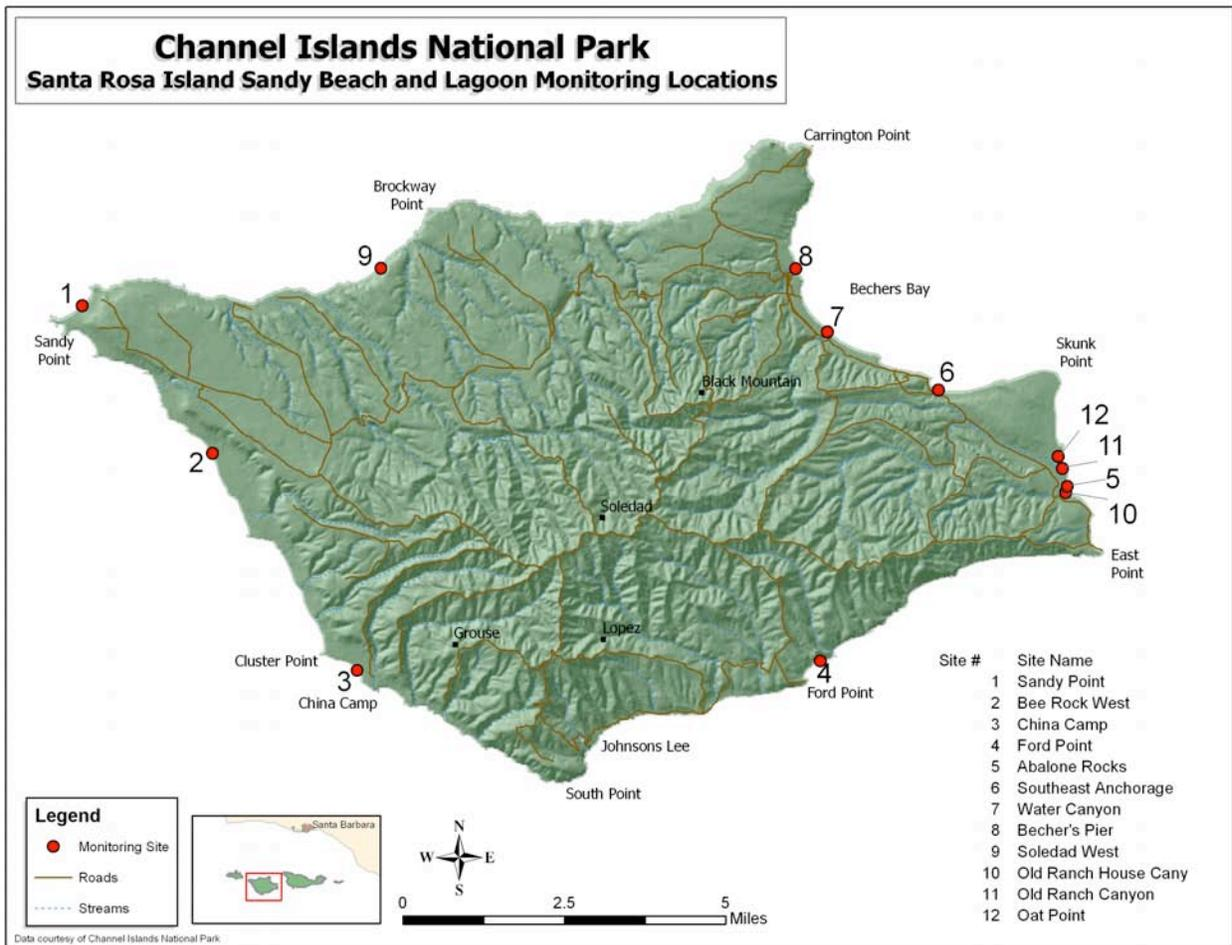 Channel Islands National Park
Santa Rosa Island Sandy Beach and Lagoon Monitoring Locations
Carrington Point
Brockway
Point
9
8
1
Bechers Bay
Sandy
Point
7
Skunk
Point
6
Black Mountain
12
11
2
5
Soledad
10
East
Point
Grouse
Lopez
Cluster Point
3
China Camp
4
Ford Point
Johnsons Lee
South Point
Site # Site Name
1 Sandy Point
2 Bee Rock West
3 China Camp
4 Ford Point
5 Abalone Rocks
6 Southeast Anchorage
7 Water Canyon
8 Becher's Pier
9 Soledad West
10 Old Ranch House Cany
11 Old Ranch Canyon
12 Oat Point
Legend
Monitoring Site
Roads
Streams
Santa Barbara
N
W E
S
0 2.5 5
Miles
Data courtesy of Channel Islands National Park